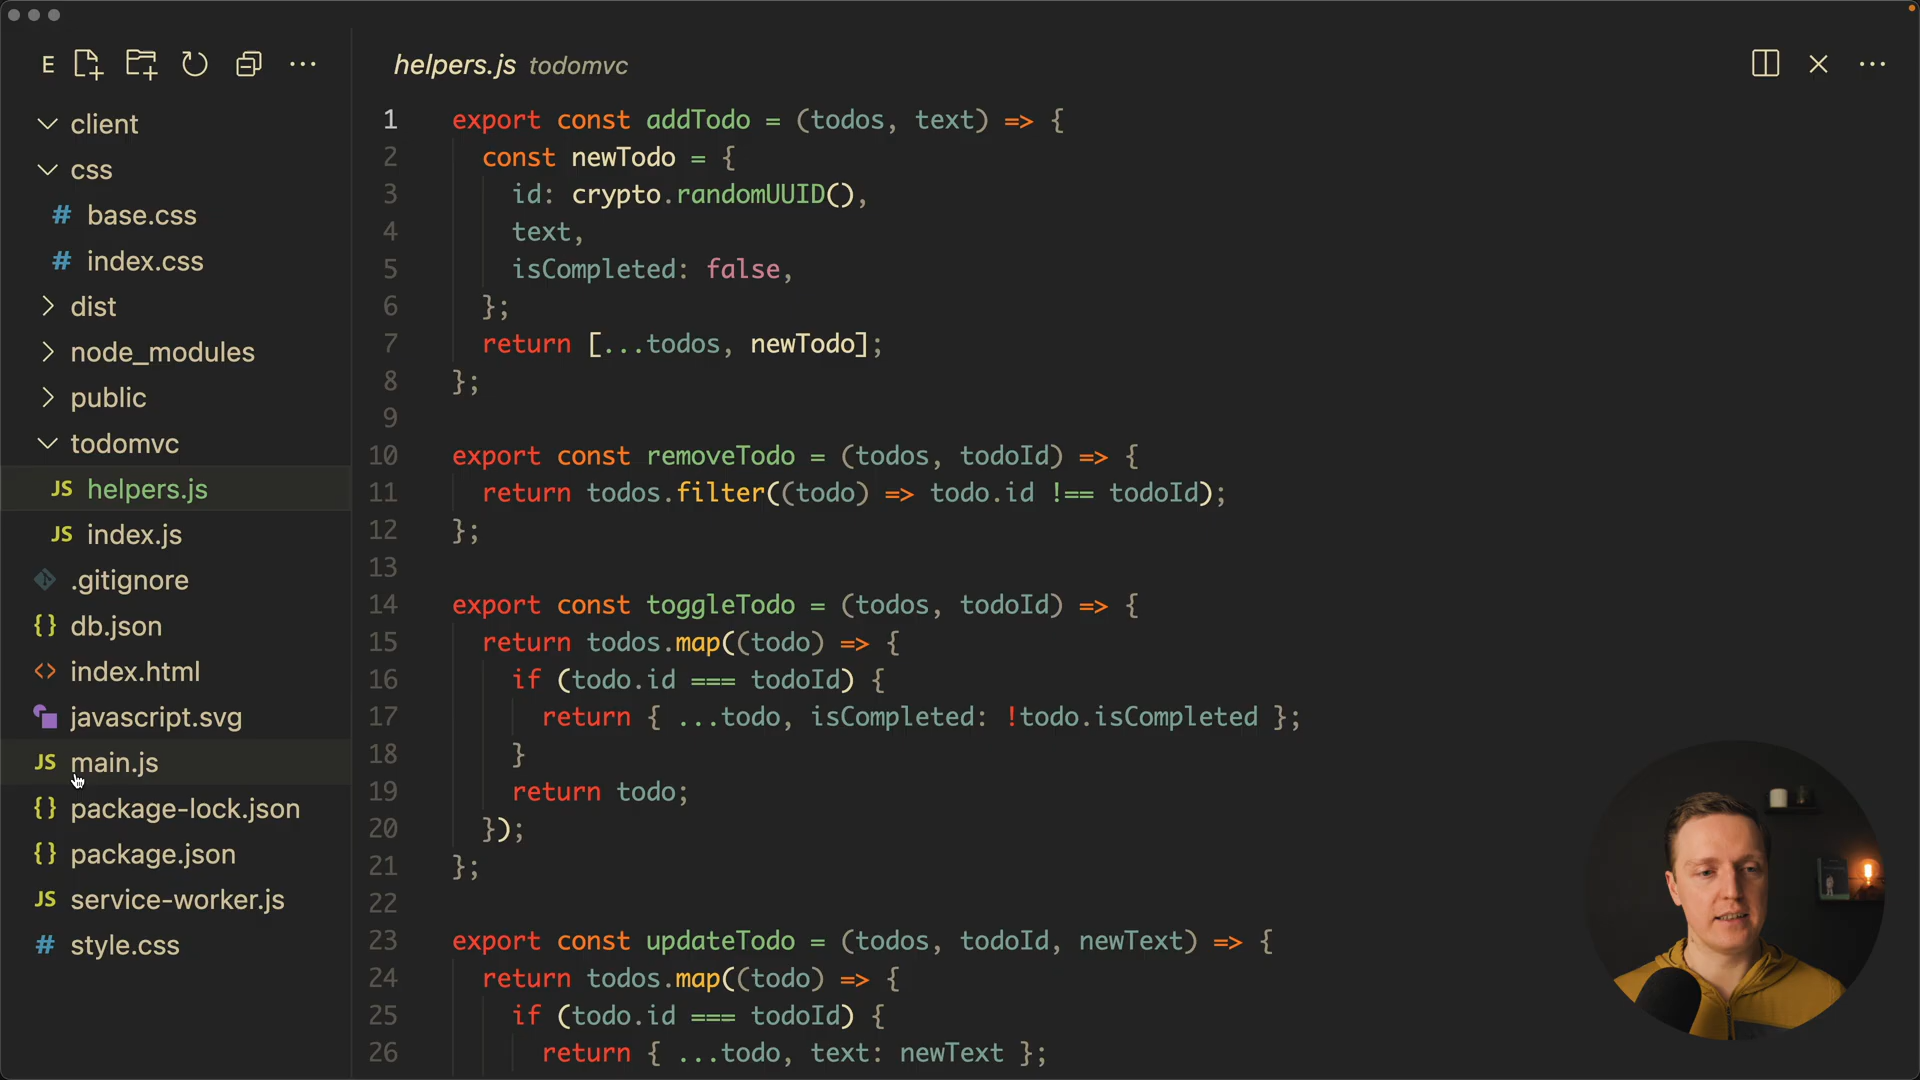 E
helpers.js todomvc
client
css
# base.css
# index.css
dist
node_modules
public
todomvc
JS helpers.js
JS index.js
.gitignore
{} db.json
<> index.html
javascript.svg
JS main.js
{} package-lock.json
{} package.json
JS service-worker.js
# style.css
1 export const addTodo = (todos, text) => {
2 const newTodo = {
3 id: crypto.randomUUID(),
4 text,
5 isCompleted: false,
6 };
7 return [...todos, newTodo];
8 };
9
10 export const removeTodo = (todos, todoId) => {
11 return todos.filter((todo) => todo.id !== todoId);
12 };
13
14 export const toggleTodo = (todos, todoId) => {
15 return todos.map((todo) => {
16 if (todo.id === todoId) {
17 return { ...todo, isCompleted: !todo.isCompleted };
18 }
19 return todo;
20 });
21 };
22
23 export const updateTodo = (todos, todoId, newText) => {
24 return todos.map((todo) => {
25 if (todo.id === todoId) {
26 return { ...todo, text: newText };